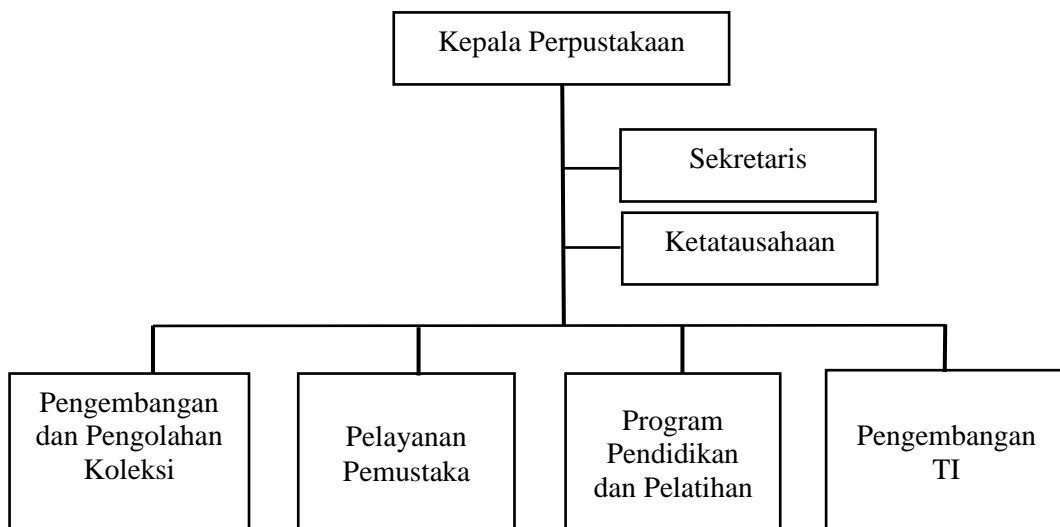 Kepala Perpustakaan
Sekretaris
Ketatausahaan
Pengembangan
dan Pengolahan
Koleksi
Pelayanan
Pemustaka
Program
Pendidikan
dan Pelatihan
Pengembangan
TI